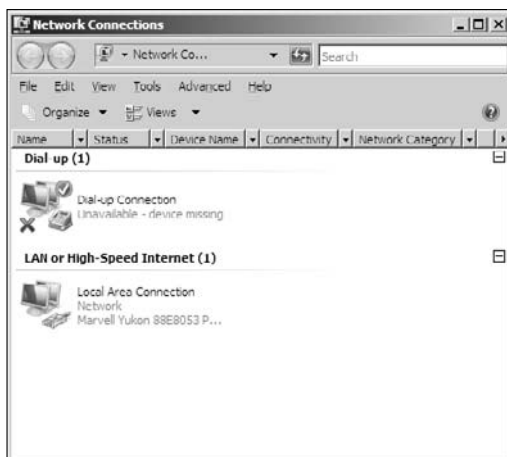 Network Connections
Network Co...
Search
File Edit View Tools Advanced Help
Organize Views
Name Status Device Name Connectivity Network Category
Dial-up (1)
Dial-up Connection
Unavailable - device missing
LAN or High-Speed Internet (1)
Local Area Connection
Network
Marvell Yukon 88E8053 P...